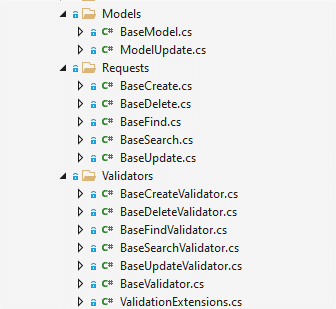 Models
C# BaseModel.cs
C# ModelUpdate.cs
Requests
C# BaseCreate.cs
C# BaseDelete.cs
C# BaseFind.cs
C# BaseSearch.cs
C# BaseUpdate.cs
Validators
C# BaseCreateValidator.cs
C# BaseDeleteValidator.cs
C# BaseFindValidator.cs
C# BaseSearchValidator.cs
C# BaseUpdateValidator.cs
C# BaseValidator.cs
C# ValidationExtensions.cs